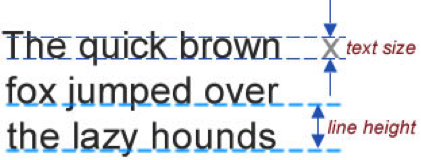 The quick brown x text size
fox jumped over
the lazy hounds line height